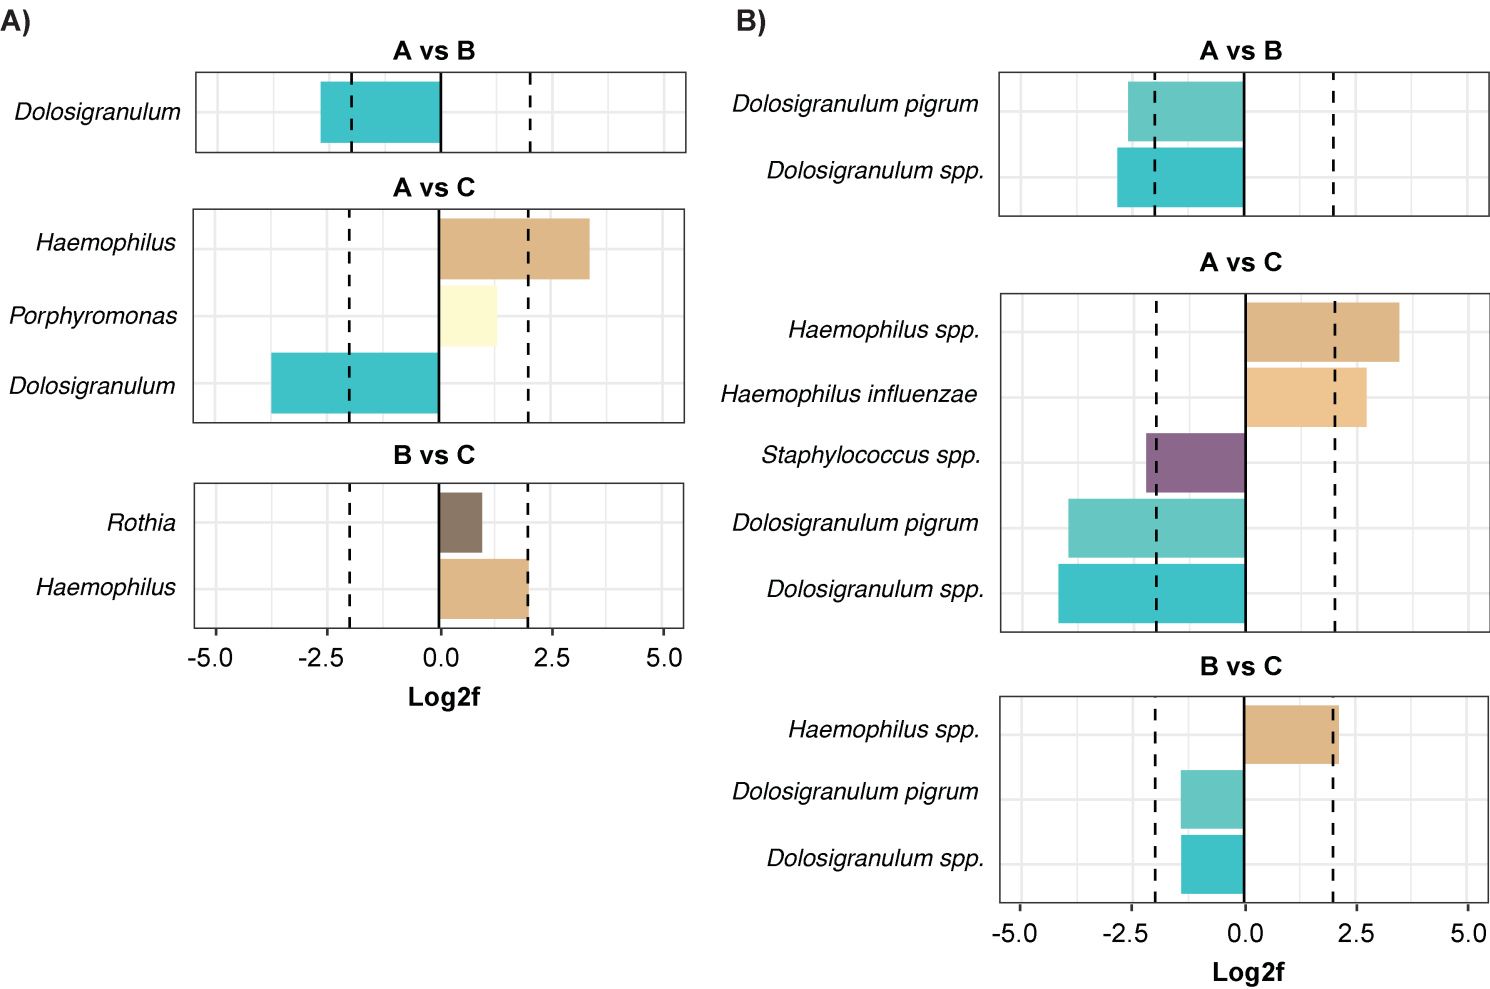 A)
A vs B
Dolosigranulum
A vs C
Haemophilus
Porphyromonas
Dolosigranulum
B vs C
Rothia
Haemophilus
-5.0 -2.5 0.0 2.5 5.0
Log2f
B)
A vs B
Dolosigranulum pigrum
Dolosigranulum spp.
A vs C
Haemophilus spp.
Haemophilus influenzae
Staphylococcus spp.
Dolosigranulum pigrum
Dolosigranulum spp.
B vs C
Haemophilus spp.
Dolosigranulum pigrum
Dolosigranulum spp.
-5.0 -2.5 0.0 2.5 5.0
Log2f